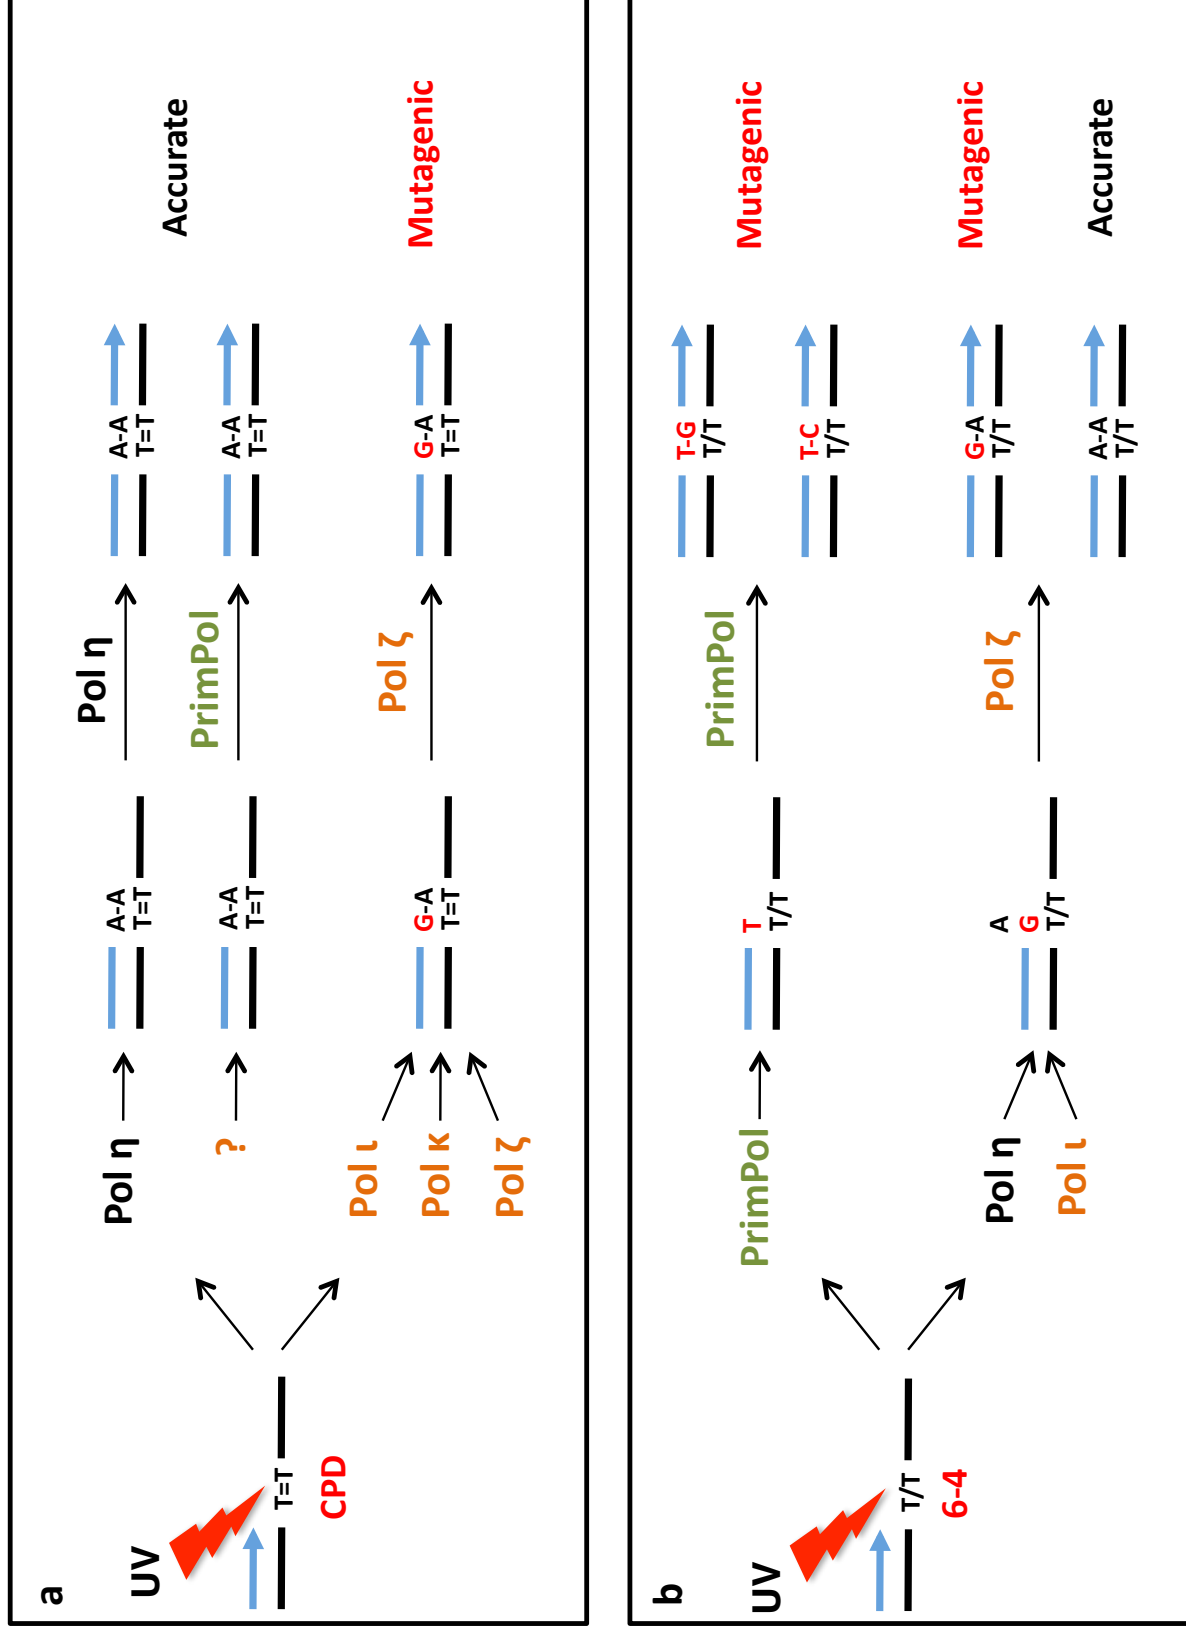 a
UV
T=T
CPD
Pol η
A-A
T=T
Pol η
A-A
T=T
Accurate
?
A-A
T=T
PrimPol
A-A
T=T
Pol ι
Pol κ
Pol ζ
G-A
T=T
Pol ζ
G-A
T=T
Mutagenic
b
UV
T/T
6-4
PrimPol
T
T/T
PrimPol
T-G
T/T
T-C
T/T
Mutagenic
Pol η
Pol ι
A
G
T/T
Pol ζ
G-A
T/T
Mutagenic
A-A
T/T
Accurate